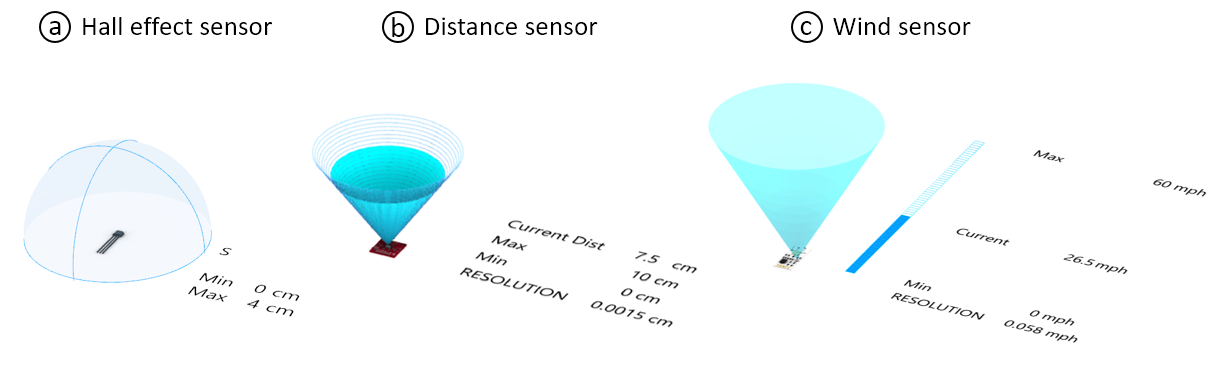 ⓐ Hall effect sensor
S
Min 0 cm
Max 4 cm
ⓑ Distance sensor
Current Dist 7.5 cm
Max 10 cm
Min 0 cm
RESOLUTION 0.0015 cm
ⓒ Wind sensor
Max 60 mph
Current 26.5 mph
Min 0 mph
RESOLUTION 0.058 mph